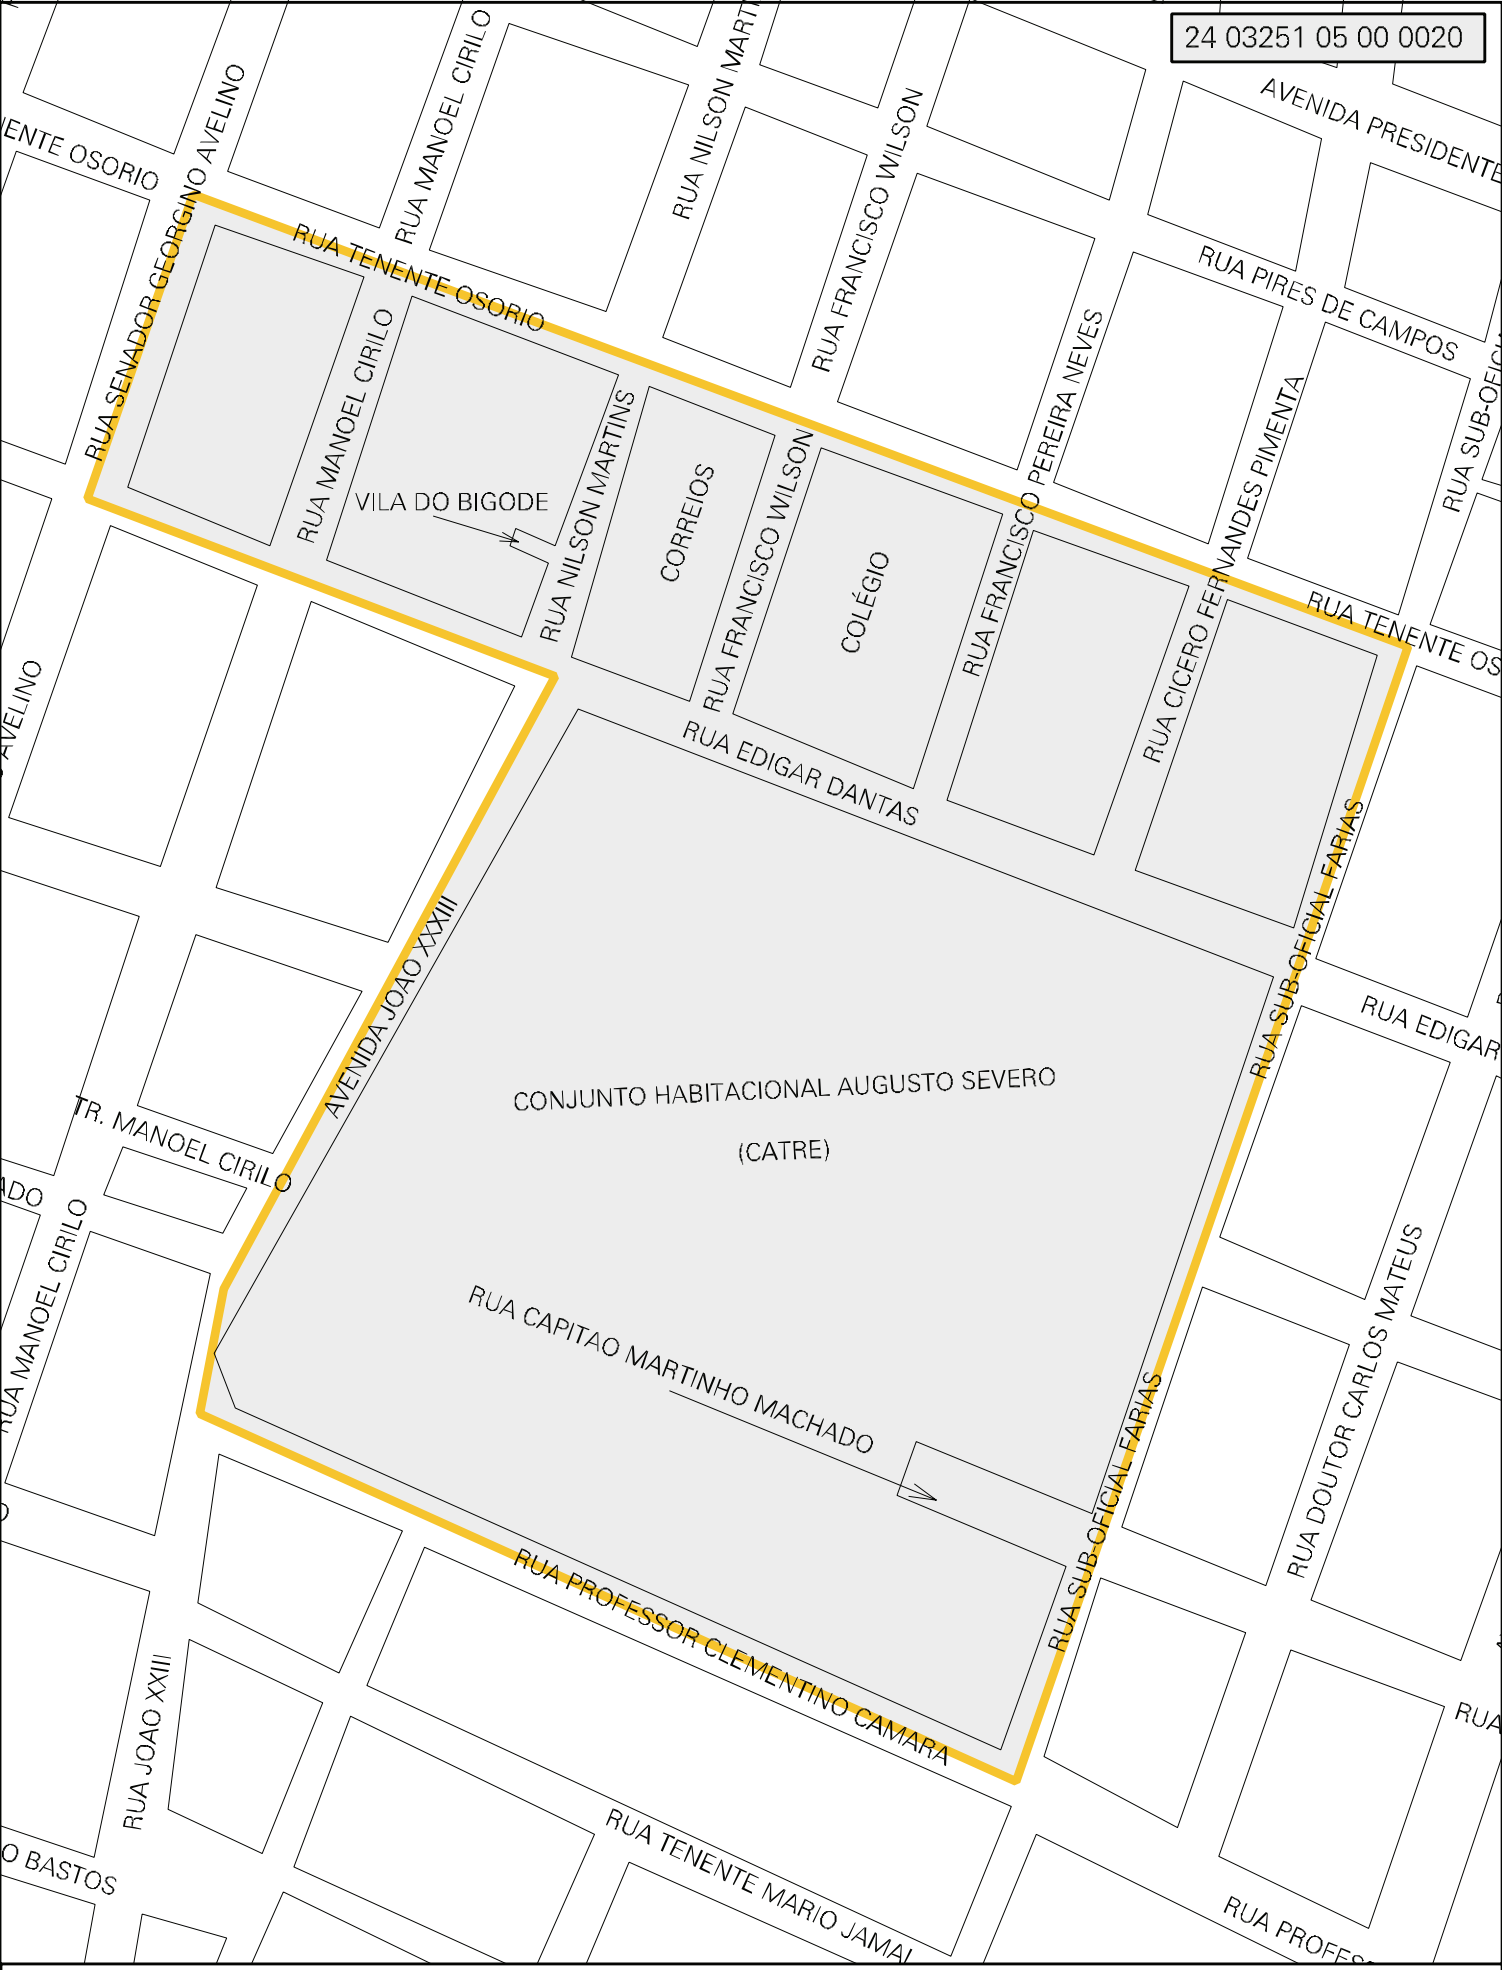 24 03251 05 00 0020
RUA MANOEL CIRILO
RUA NILSON MART
AVENIDA PRESIDENTE
IENTE OSORIO
RUA SENADOR GEORGINO AVELINO
RUA FRANCISCO WILSON
RUA TENENTE OSORIO
RUA PIRES DE CAMPOS
RUA MANOEL CIRILO
RUA FRANCISCO PEREIRA NEVES
RUA CICERO FERNANDES PIMENTA
RUA SUB-OFICI
VILA DO BIGODE
RUA NILSON MARTINS
CORREIOS
RUA FRANCISCO WILSON
COLÉGIO
RUA TENENTE OS
AVELINO
RUA EDIGAR DANTAS
RUA SUB-OFICIAL FARIAS
AVENIDA JOAO XXXIII
RUA EDIGAR
CONJUNTO HABITACIONAL AUGUSTO SEVERO
(CATRE)
TR. MANOEL CIRILO
ADO
RUA MANOEL CIRILO
RUA CAPITAO MARTINHO MACHADO
RUA DOUTOR CARLOS MATEUS
RUA SUB-OFICIAL FARIAS
RUA PROFESSOR CLEMENTINO CAMARA
RUA JOAO XXIII
RUA
O BASTOS
RUA TENENTE MARIO JAMAL
RUA PROFES